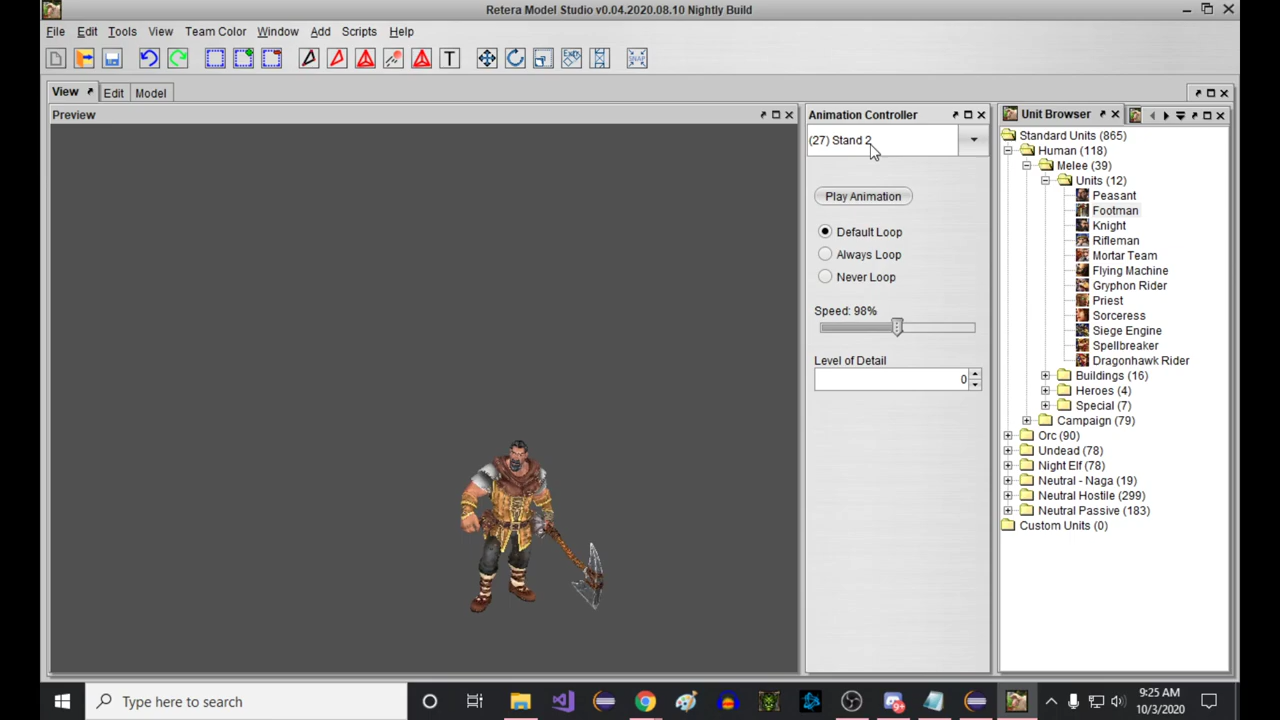 Retera Model Studio v0.04.2020.08.10 Nightly Build
File Edit Tools View Team Color Window Add Scripts Help
T
SNAP
View Edit Model
Preview
Animation Controller
(27) Stand 2
Play Animation
Default Loop
Always Loop
Never Loop
Speed: 98%
Level of Detail
0
Unit Browser
Standard Units (865)
Human (118)
Melee (39)
Units (12)
Peasant
Footman
Knight
Rifleman
Mortar Team
Flying Machine
Gryphon Rider
Priest
Sorceress
Siege Engine
Spellbreaker
Dragonhawk Rider
Buildings (16)
Heroes (4)
Special (7)
Campaign (79)
Orc (90)
Undead (78)
Night Elf (78)
Neutral - Naga (19)
Neutral Hostile (299)
Neutral Passive (183)
Custom Units (0)
Type here to search
9:25 AM
10/3/2020